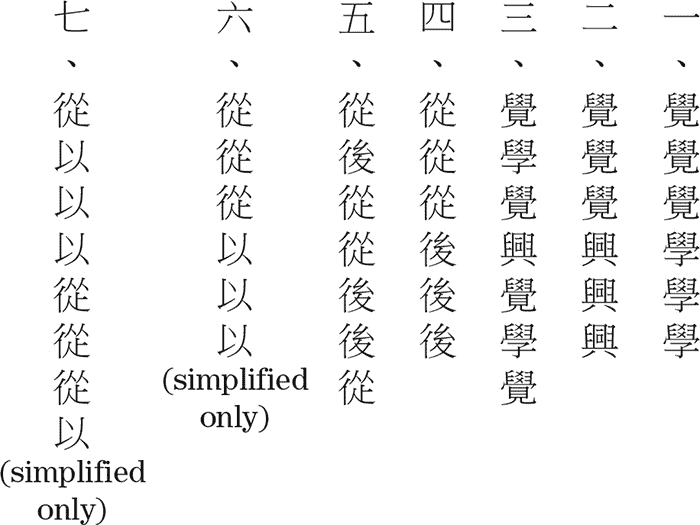 一、覺覺覺學學學
二、覺覺覺興興興
三、覺學覺興覺學覺
四、從從從後後後
五、從後從從後後從
六、從從從以以以
(simplified
only)
七、從以以以從從從以
(simplified
only)